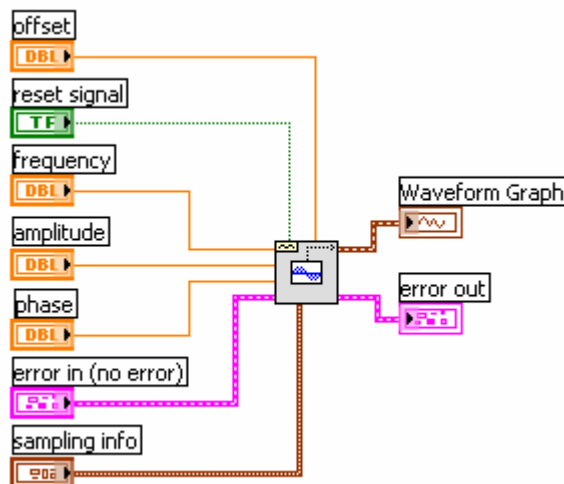 offset
DBL
reset signal
TF
frequency
DBL
amplitude
DBL
phase
DBL
error in (no error)
sampling info
Waveform Graph
error out